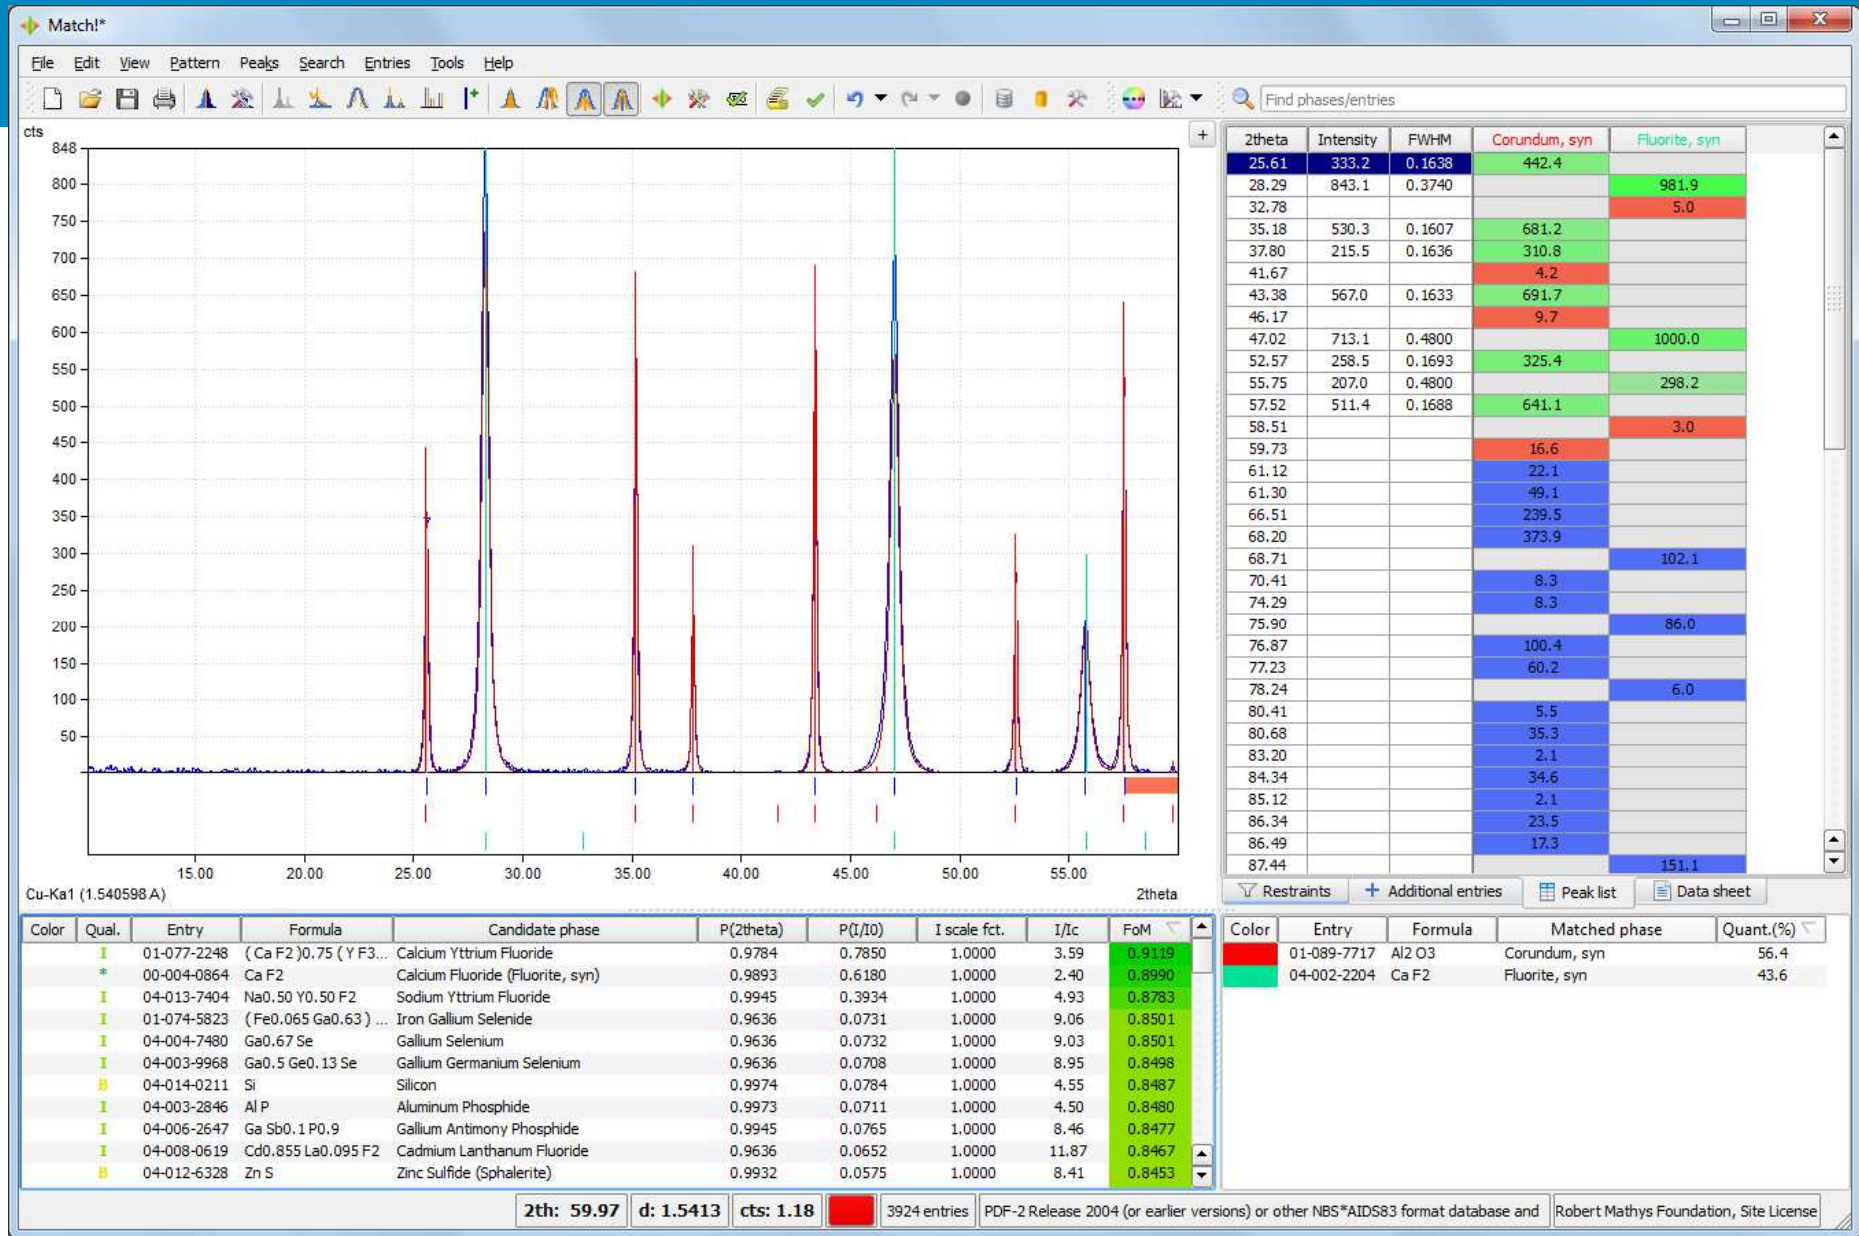 Match!*
File Edit View Pattern Peaks Search Entries Tools Help
Find phases/entries
cts
848
800
750
700
650
600
550
500
450
400
350
300
250
200
150
100
50
15.00 20.00 25.00 30.00 35.00 40.00 45.00 50.00 55.00
Cu-Ka1 (1.540598 A) 2theta
+
2theta Intensity FWHM Corundum, syn Fluorite, syn
25.61 333.2 0.1638 442.4
28.29 843.1 0.3740 981.9
32.78 5.0
35.18 530.3 0.1607 681.2
37.80 215.5 0.1636 310.8
41.67 4.2
43.38 567.0 0.1633 691.7
46.17 9.7
47.02 713.1 0.4800 1000.0
52.57 258.5 0.1693 325.4
55.75 207.0 0.4800 298.2
57.52 511.4 0.1688 641.1
58.51 3.0
59.73 16.6
61.12 22.1
61.30 49.1
66.51 239.5
68.20 373.9
68.71 102.1
70.41 8.3
74.29 8.3
75.90 86.0
76.87 100.4
77.23 60.2
78.24 6.0
80.41 5.5
80.68 35.3
83.20 2.1
84.34 34.6
85.12 2.1
86.34 23.5
86.49 17.3
87.44 151.1
Restraints + Additional entries Peak list Data sheet
Color Qual. Entry Formula Candidate phase P(2theta) P(I/I0) I scale fct. I/Ic FoM
I 01-077-2248 ( Ca F2 )0.75 ( Y F3... Calcium Yttrium Fluoride 0.9784 0.7850 1.0000 3.59 0.9119
* 00-004-0864 Ca F2 Calcium Fluoride (Fluorite, syn) 0.9893 0.6180 1.0000 2.40 0.8990
I 04-013-7404 Na0.50 Y0.50 F2 Sodium Yttrium Fluoride 0.9945 0.3934 1.0000 4.93 0.8783
I 01-074-5823 ( Fe0.065 Ga0.63 ) ... Iron Gallium Selenide 0.9636 0.0731 1.0000 9.06 0.8501
I 04-004-7480 Ga0.67 Se Gallium Selenium 0.9636 0.0732 1.0000 9.03 0.8501
I 04-003-9968 Ga0.5 Ge0.13 Se Gallium Germanium Selenium 0.9636 0.0708 1.0000 8.95 0.8498
B 04-014-0211 Si Silicon 0.9974 0.0784 1.0000 4.55 0.8487
I 04-003-2846 Al P Aluminum Phosphide 0.9973 0.0711 1.0000 4.50 0.8480
I 04-006-2647 Ga Sb0.1 P0.9 Gallium Antimony Phosphide 0.9945 0.0765 1.0000 8.46 0.8477
I 04-008-0619 Cd0.855 La0.095 F2 Cadmium Lanthanum Fluoride 0.9636 0.0652 1.0000 11.87 0.8467
B 04-012-6328 Zn S Zinc Sulfide (Sphalerite) 0.9932 0.0575 1.0000 8.41 0.8453
Color Entry Formula Matched phase Quant.(%)
01-089-7717 Al2 O3 Corundum, syn 56.4
04-002-2204 Ca F2 Fluorite, syn 43.6
2th: 59.97 d: 1.5413 cts: 1.18 3924 entries PDF-2 Release 2004 (or earlier versions) or other NBS*AIDS83 format database and Robert Mathys Foundation, Site License